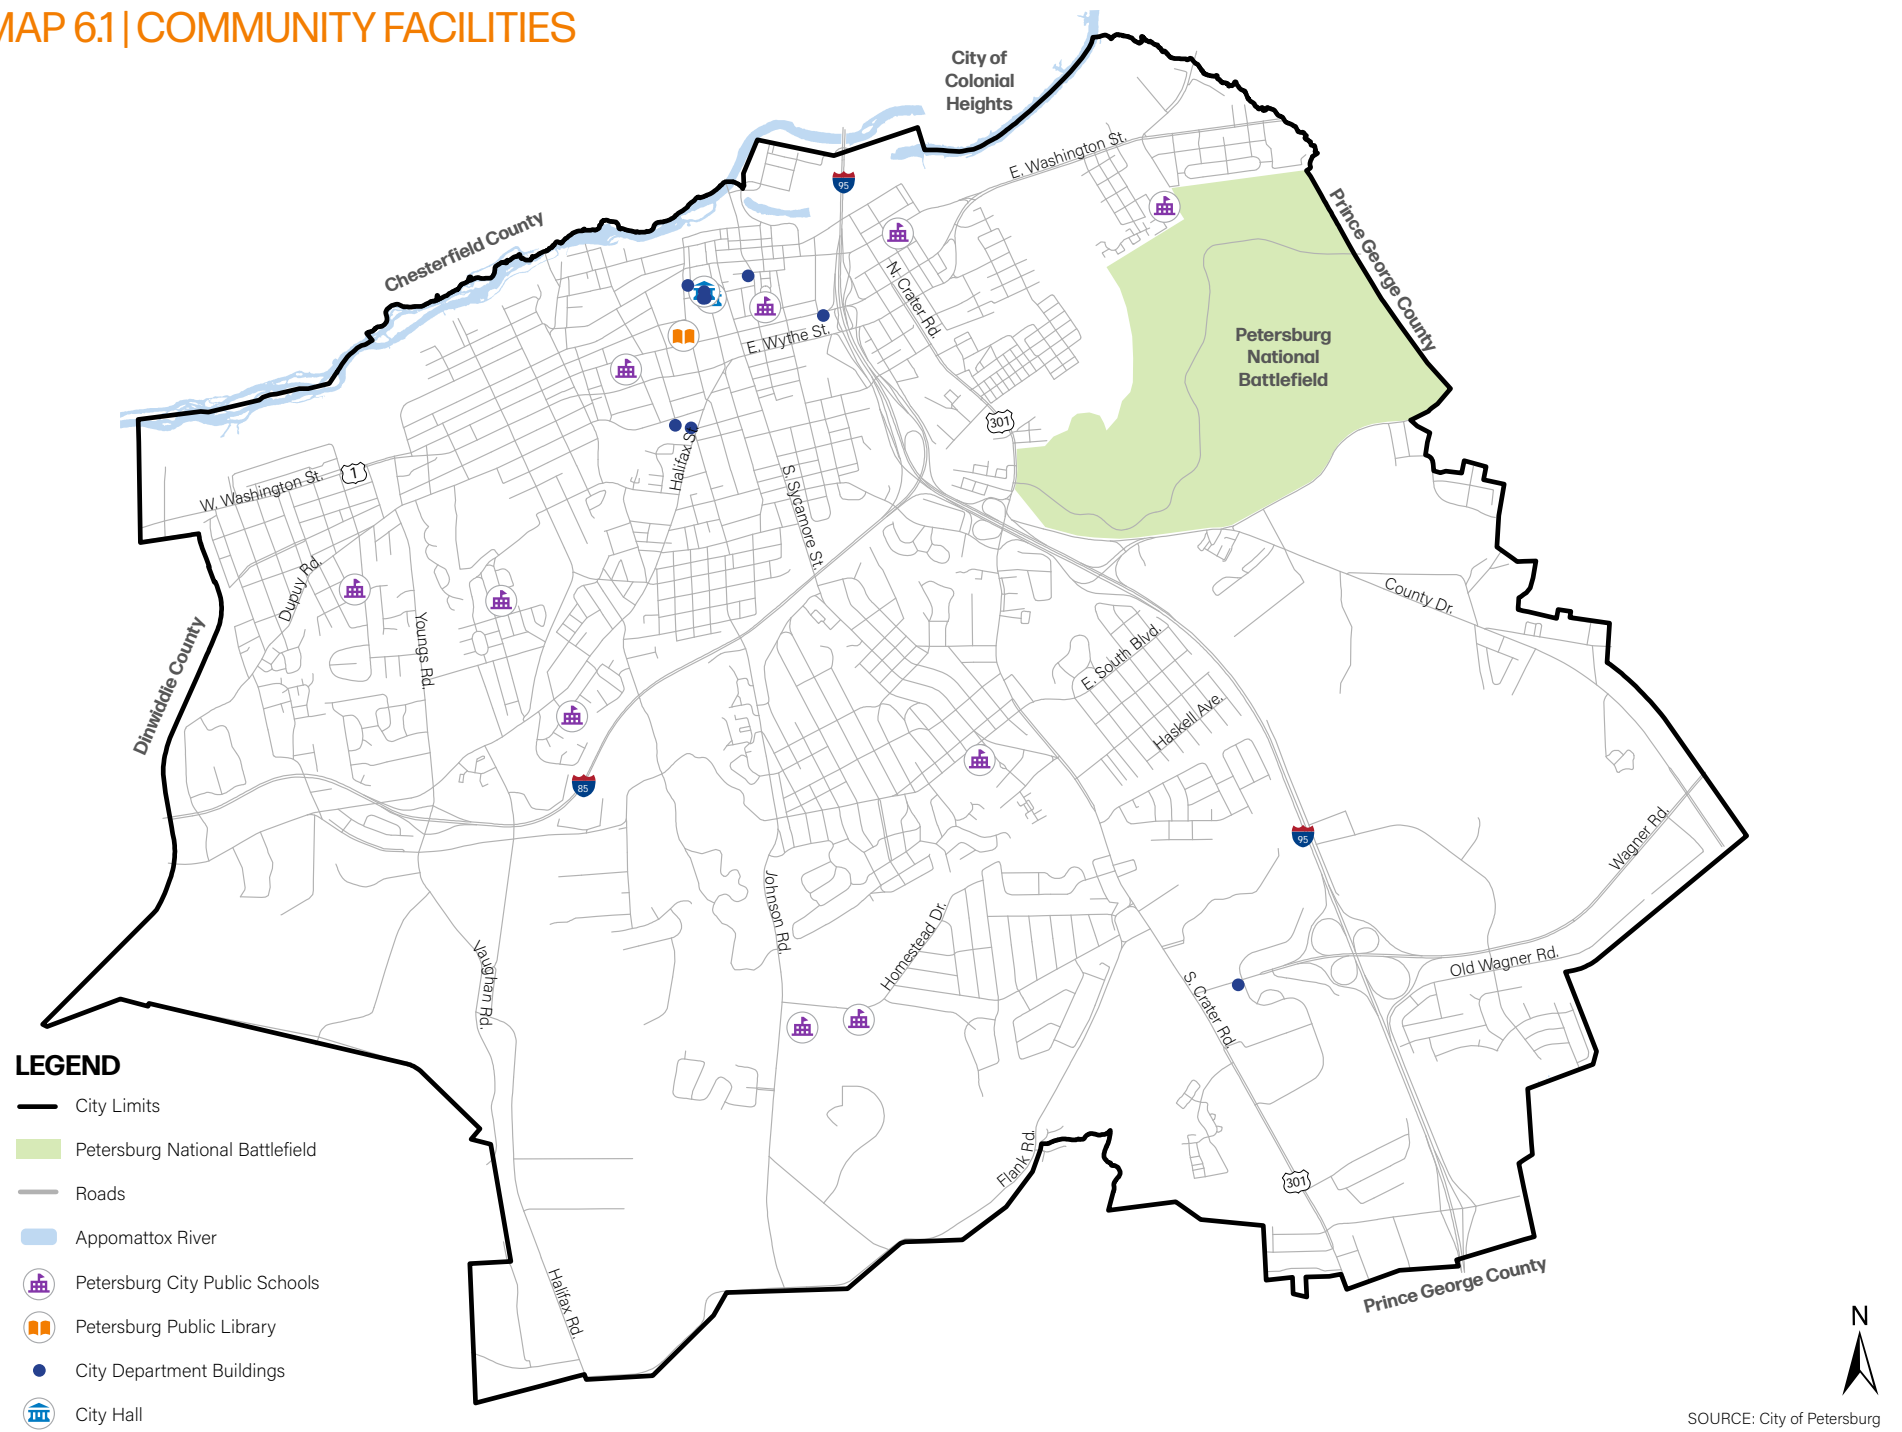 MAP 6.1 | COMMUNITY FACILITIES
City of
Colonial
Heights
E. Washington St.
95
Chesterfield County
Prince George County
N. Crater Rd.
E. Wythe St.
Petersburg
National
Battlefield
301
Halifax St.
1
W. Washington St.
S. Sycamore St.
Dupuy Rd.
County Dr.
Youngs Rd.
E. South Blvd.
Dinwiddie County
Haskell Ave.
85
95
Wagner Rd.
Johnson Rd.
Homestead Dr.
Vaughan Rd.
Old Wagner Rd.
S. Crater Rd.
Flank Rd.
301
Halifax Rd.
Prince George County
LEGEND
City Limits
Petersburg National Battlefield
Roads
Appomattox River
Petersburg City Public Schools
Petersburg Public Library
City Department Buildings
City Hall
N
SOURCE: City of Petersburg